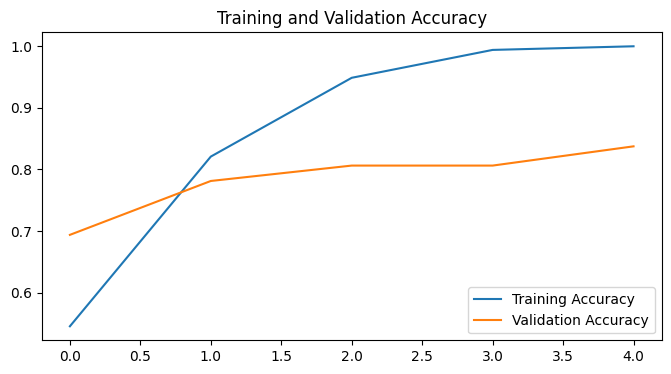 Training and Validation Accuracy
1.0
0.9
0.8
0.7
0.6
Training Accuracy
Validation Accuracy
0.0 0.5 1.0 1.5 2.0 2.5 3.0 3.5 4.0